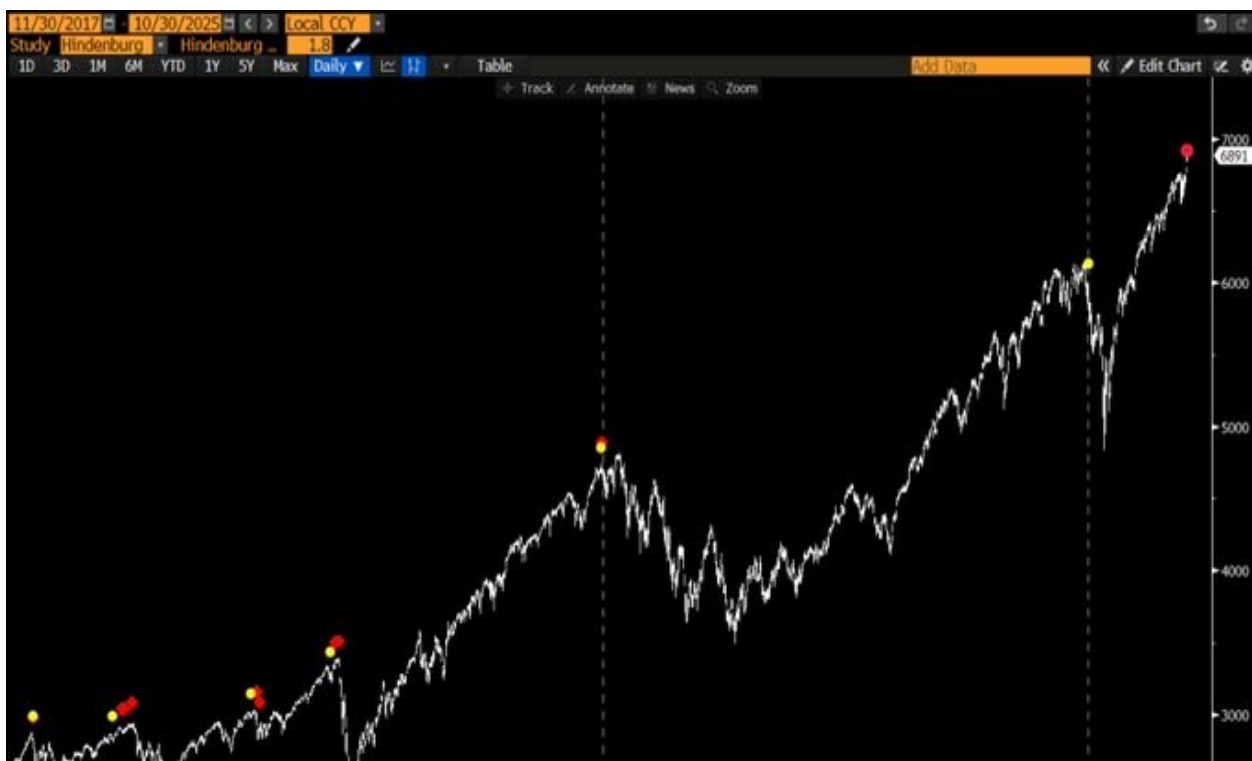 11/30/2017 - 10/30/2025 < > Local CCY
Study Hindenburg Hindenburg … 1.8
1D 3D 1M 6M YTD 1Y 5Y Max Daily ▼ Table Add Data « Edit Chart
Track Annotate News Zoom
7000
6891
6000
5000
4000
3000